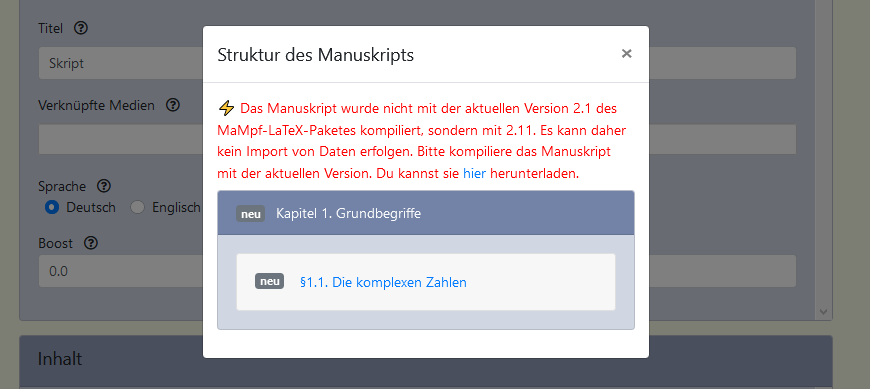 Titel
Struktur des Manuskripts
×
Skript
Verknüpfte Medien
⚡ Das Manuskript wurde nicht mit der aktuellen Version 2.1 des
MaMpf-LaTeX-Paketes kompiliert, sondern mit 2.11. Es kann daher
kein Import von Daten erfolgen. Bitte kompiliere das Manuskript
mit der aktuellen Version. Du kannst sie hier herunterladen.
Sprache
Deutsch Englisch
neu Kapitel 1. Grundbegriffe
Boost
0.0
neu §1.1. Die komplexen Zahlen
Inhalt